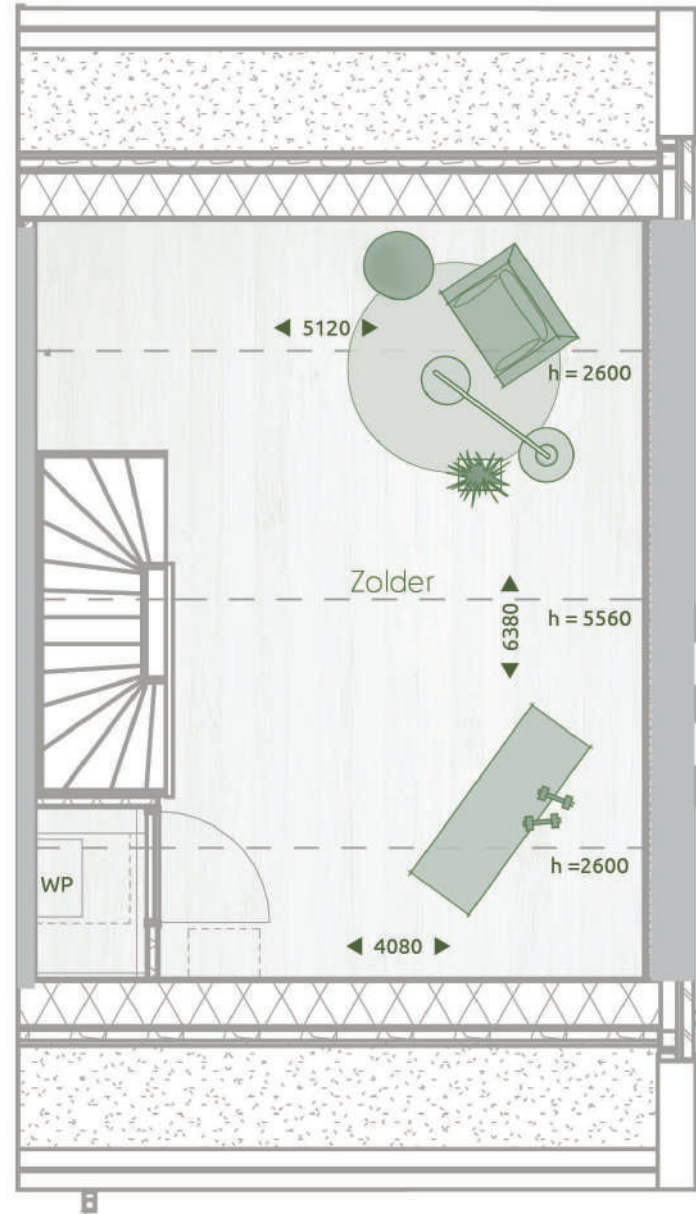 ◄ 5120 ►
h = 2600
Zolder
◄ 6380 ►
h = 5560
WP
h =2600
◄ 4080 ►